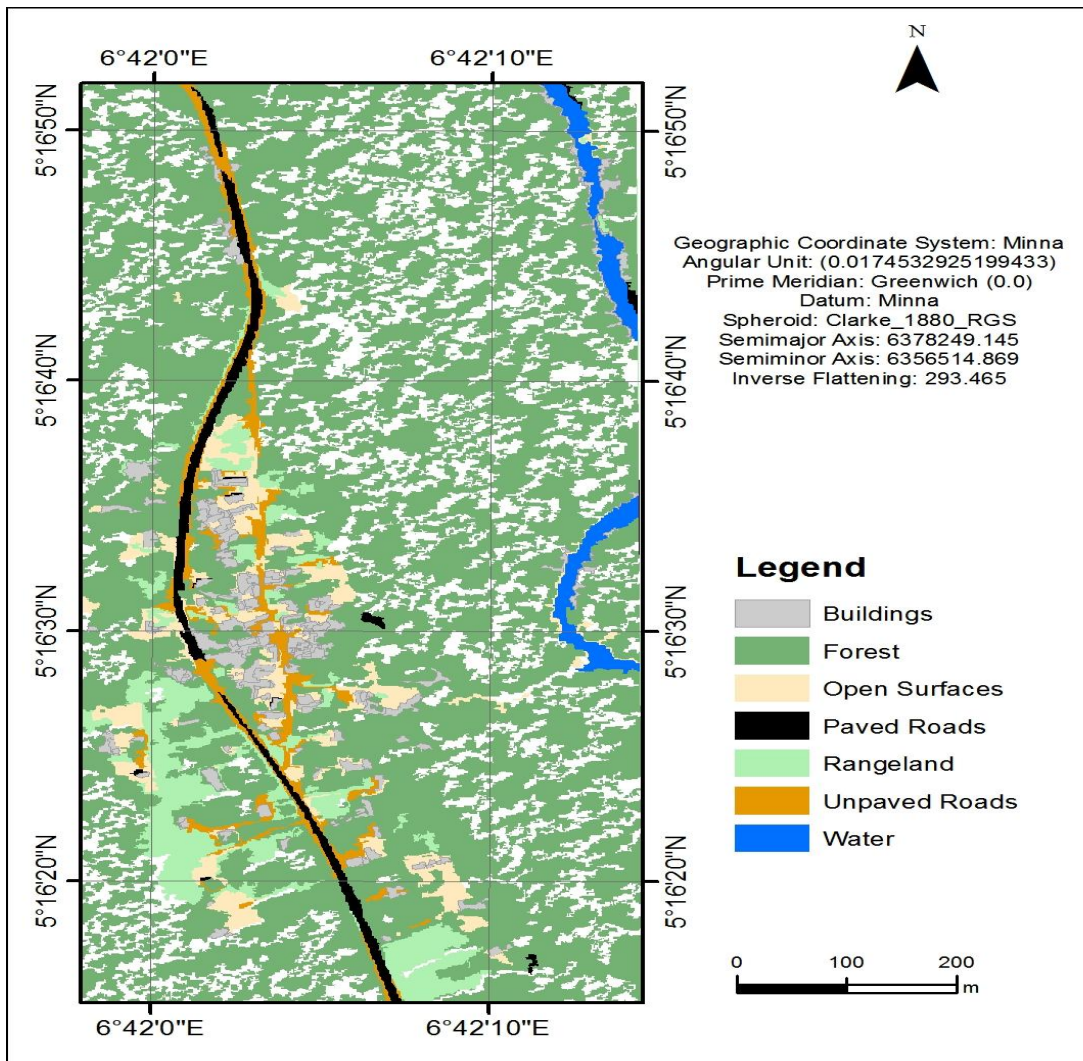 6°42'0"E
6°42'10"E
N
5°16'50"N
5°16'50"N
Geographic Coordinate System: Minna
Angular Unit: (0.0174532925199433)
Prime Meridian: Greenwich (0.0)
Datum: Minna
Spheroid: Clarke_1880_RGS
Semimajor Axis: 6378249.145
Semiminor Axis: 6356514.869
Inverse Flattening: 293.465
5°16'40"N
5°16'40"N
5°16'30"N
5°16'30"N
Legend
Buildings
Forest
Open Surfaces
Paved Roads
Rangeland
Unpaved Roads
Water
5°16'20"N
5°16'20"N
0 100 200
m
6°42'0"E
6°42'10"E